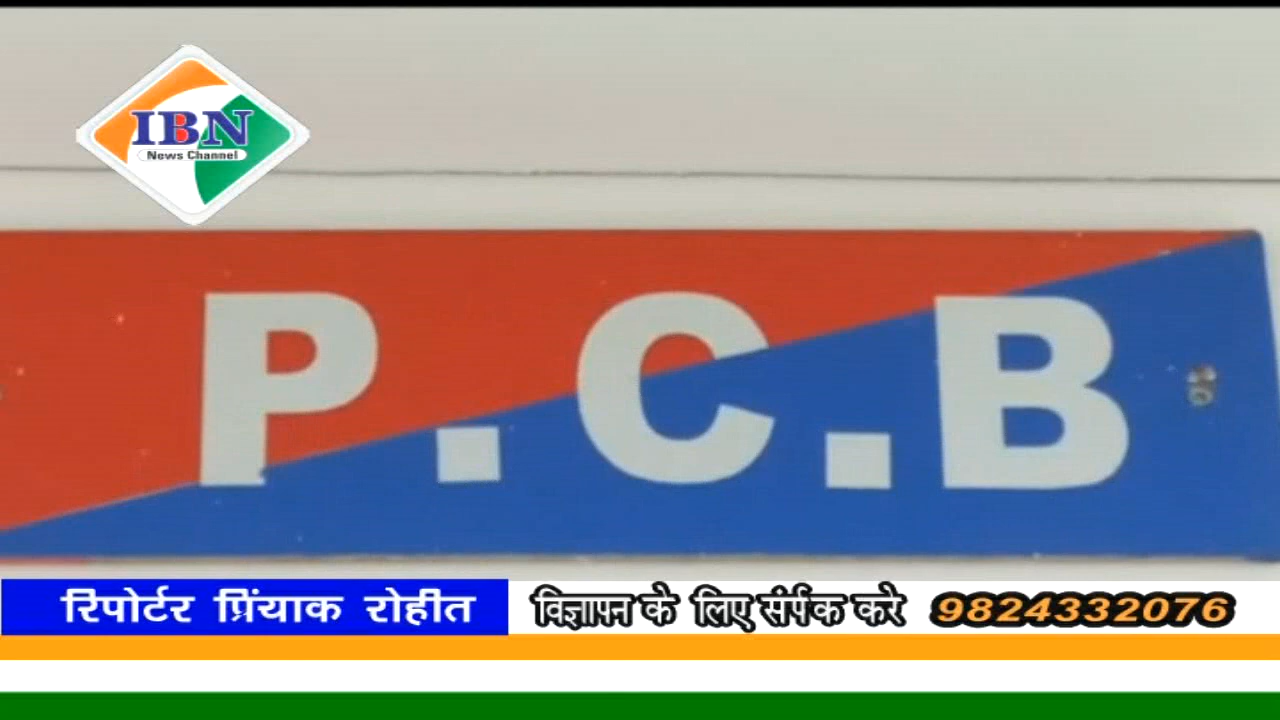 IBN
News Channel
P.C.B
रिपोर्टर प्रिंयाक रोहीत
विज्ञापन के लिए संर्पक करे 9824332076